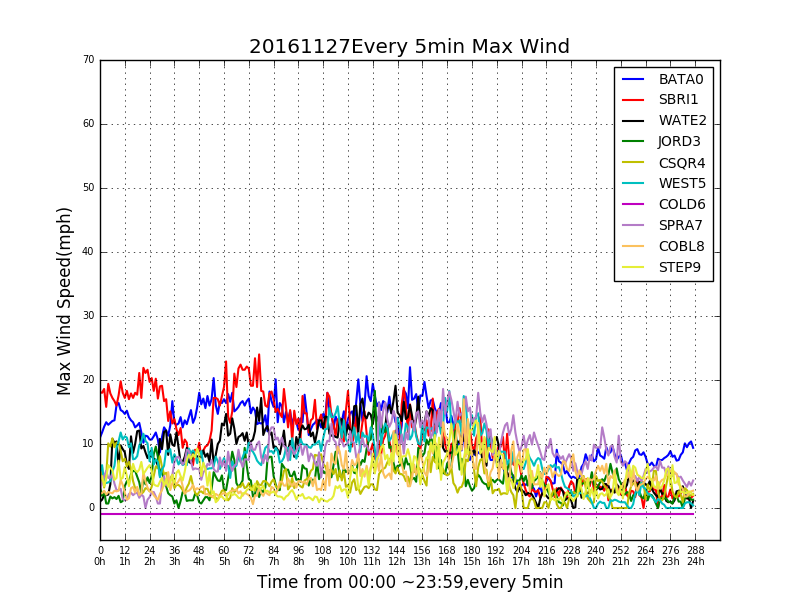 20161127Every 5min Max Wind
BATA0
SBRI1
WATE2
JORD3
CSQR4
WEST5
COLD6
SPRA7
COBL8
STEP9
Max Wind Speed(mph)
70
60
50
40
30
20
10
0
0 12 24 36 48 60 72 84 96 108 120 132 144 156 168 180 192 204 216 228 240 252 264 276 288
0h 1h 2h 3h 4h 5h 6h 7h 8h 9h 10h 11h 12h 13h 14h 15h 16h 17h 18h 19h 20h 21h 22h 23h 24h
Time from 00:00 ~23:59,every 5min